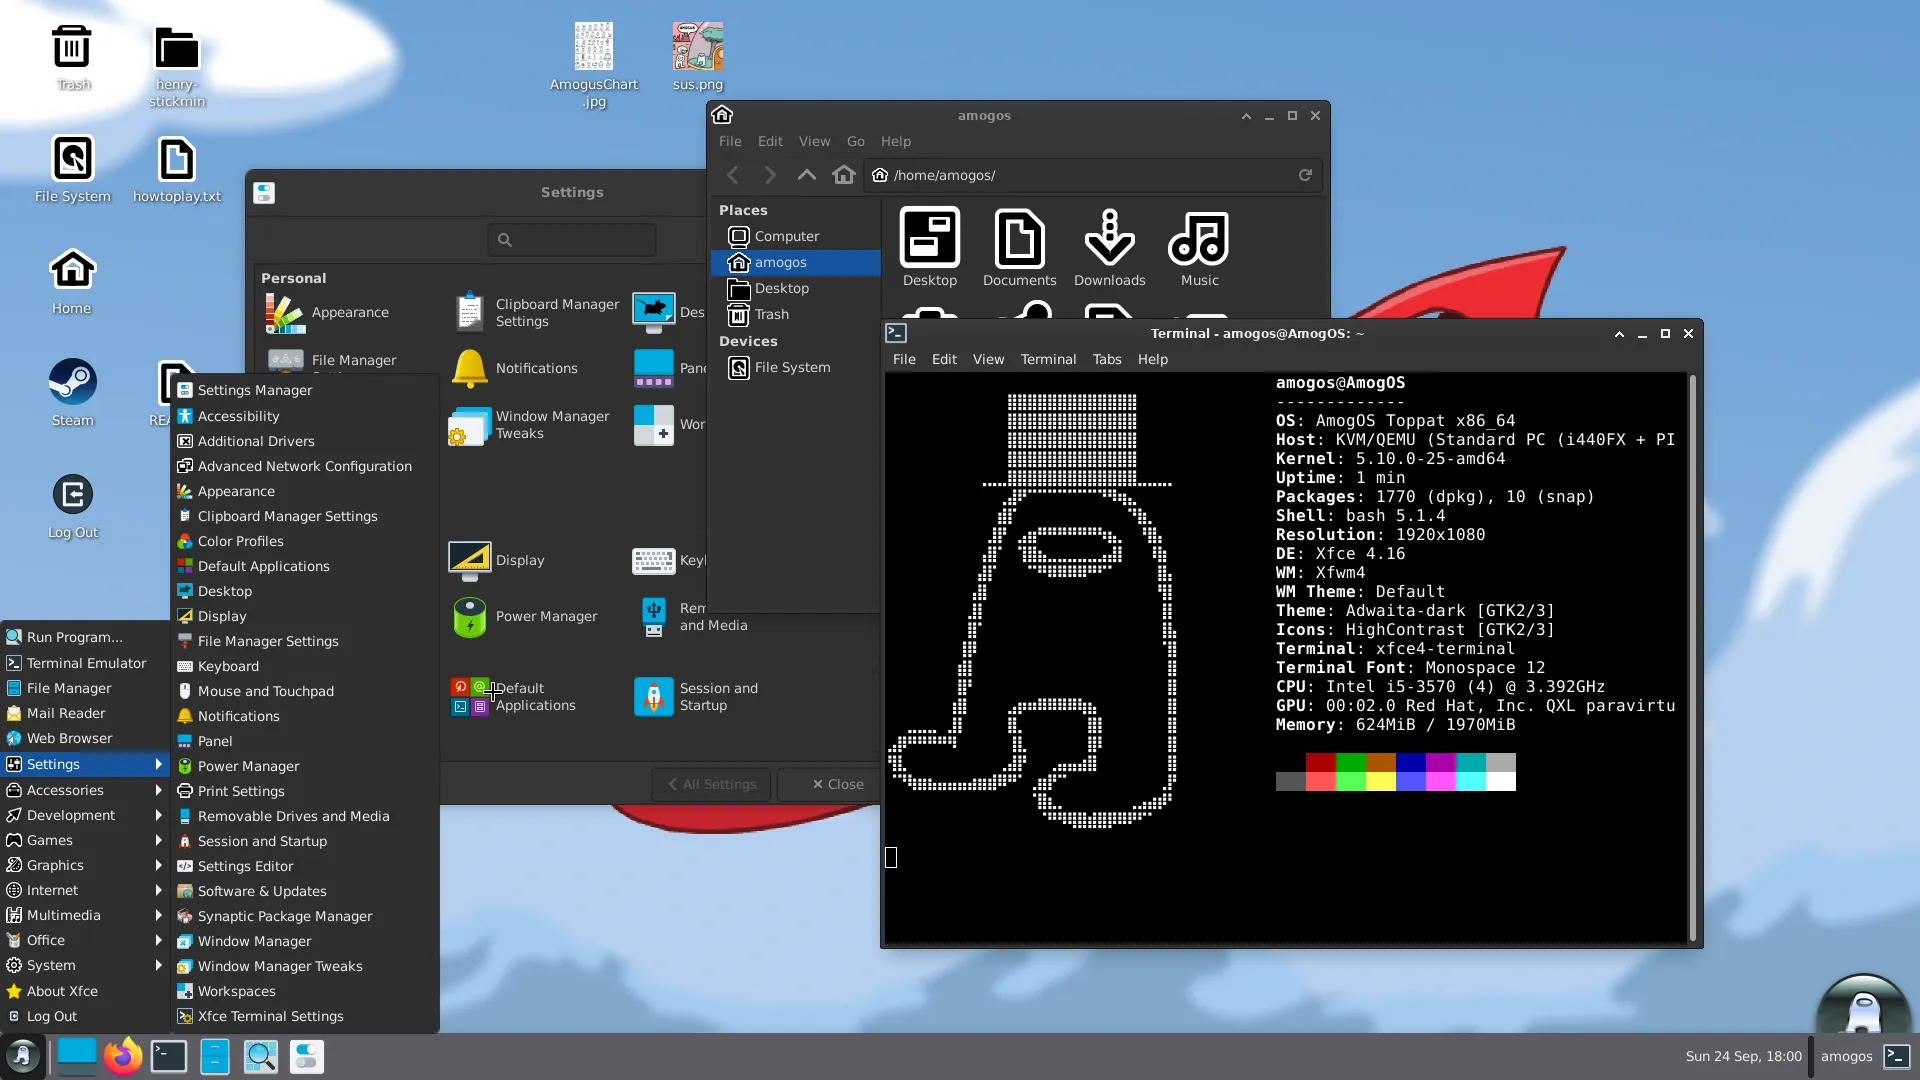 Trash
henry-
stickmin
AmogusChart
.jpg
sus.png
File System
howtoplay.txt
Home
Steam
Log Out
Settings
Personal
Appearance
Clipboard Manager
Settings
File Manager
Notifications
Window Manager
Tweaks
Display
Power Manager
and Media
Default
Applications
Session and
Startup
All Settings
Close
amogos
File Edit View Go Help
/home/amogos/
Places
Computer
amogos
Desktop
Trash
Devices
File System
Desktop
Documents
Downloads
Music
Terminal - amogos@AmogOS: ~
File Edit View Terminal Tabs Help
amogos@AmogOS
-------------
OS: AmogOS Toppat x86_64
Host: KVM/QEMU (Standard PC (i440FX + PI
Kernel: 5.10.0-25-amd64
Uptime: 1 min
Packages: 1770 (dpkg), 10 (snap)
Shell: bash 5.1.4
Resolution: 1920x1080
DE: Xfce 4.16
WM: Xfwm4
WM Theme: Default
Theme: Adwaita-dark [GTK2/3]
Icons: HighContrast [GTK2/3]
Terminal: xfce4-terminal
Terminal Font: Monospace 12
CPU: Intel i5-3570 (4) @ 3.392GHz
GPU: 00:02.0 Red Hat, Inc. QXL paravirtu
Memory: 624MiB / 1970MiB
Run Program...
Terminal Emulator
File Manager
Mail Reader
Web Browser
Settings
Accessories
Development
Games
Graphics
Internet
Multimedia
Office
System
About Xfce
Log Out
Settings Manager
Accessibility
Additional Drivers
Advanced Network Configuration
Appearance
Clipboard Manager Settings
Color Profiles
Default Applications
Desktop
Display
File Manager Settings
Keyboard
Mouse and Touchpad
Notifications
Panel
Power Manager
Print Settings
Removable Drives and Media
Session and Startup
Settings Editor
Software & Updates
Synaptic Package Manager
Window Manager
Window Manager Tweaks
Workspaces
Xfce Terminal Settings
Sun 24 Sep, 18:00
amogos